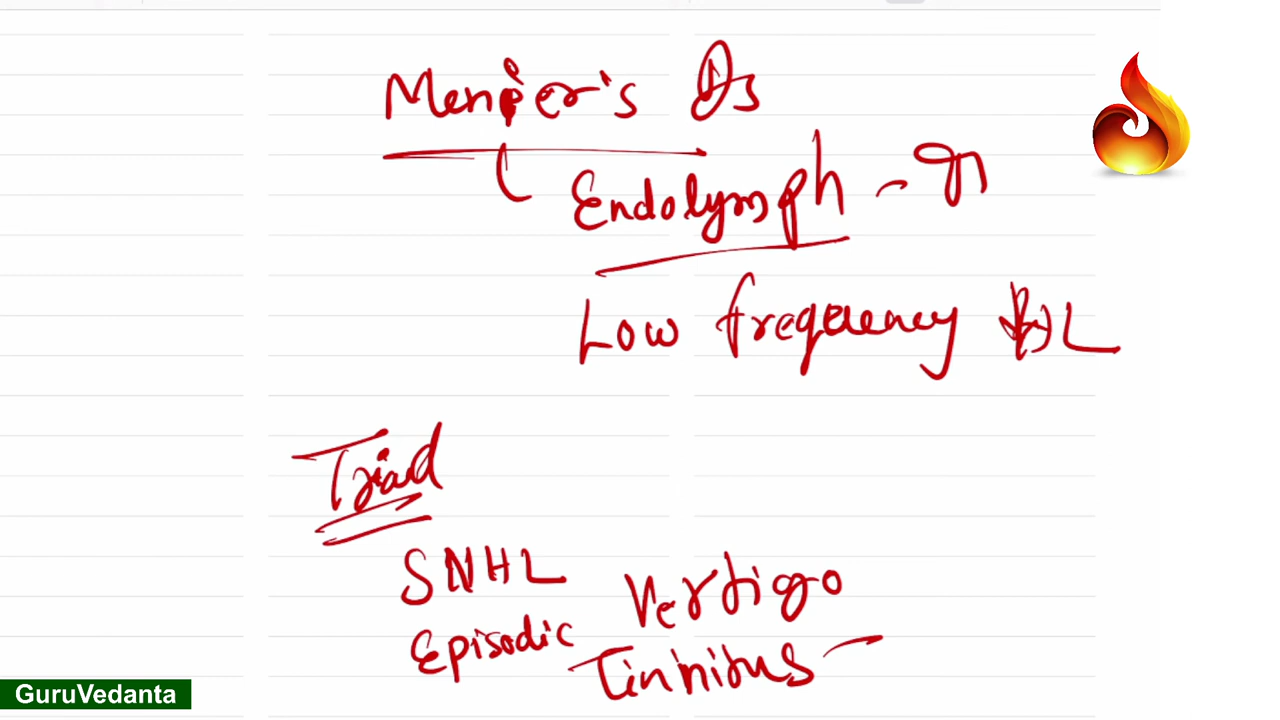 Menier's Ds
Endolymph -
Low frequency HL
Triad
SNHL
Episodic Vertigo
Tinnitus
GuruVedanta